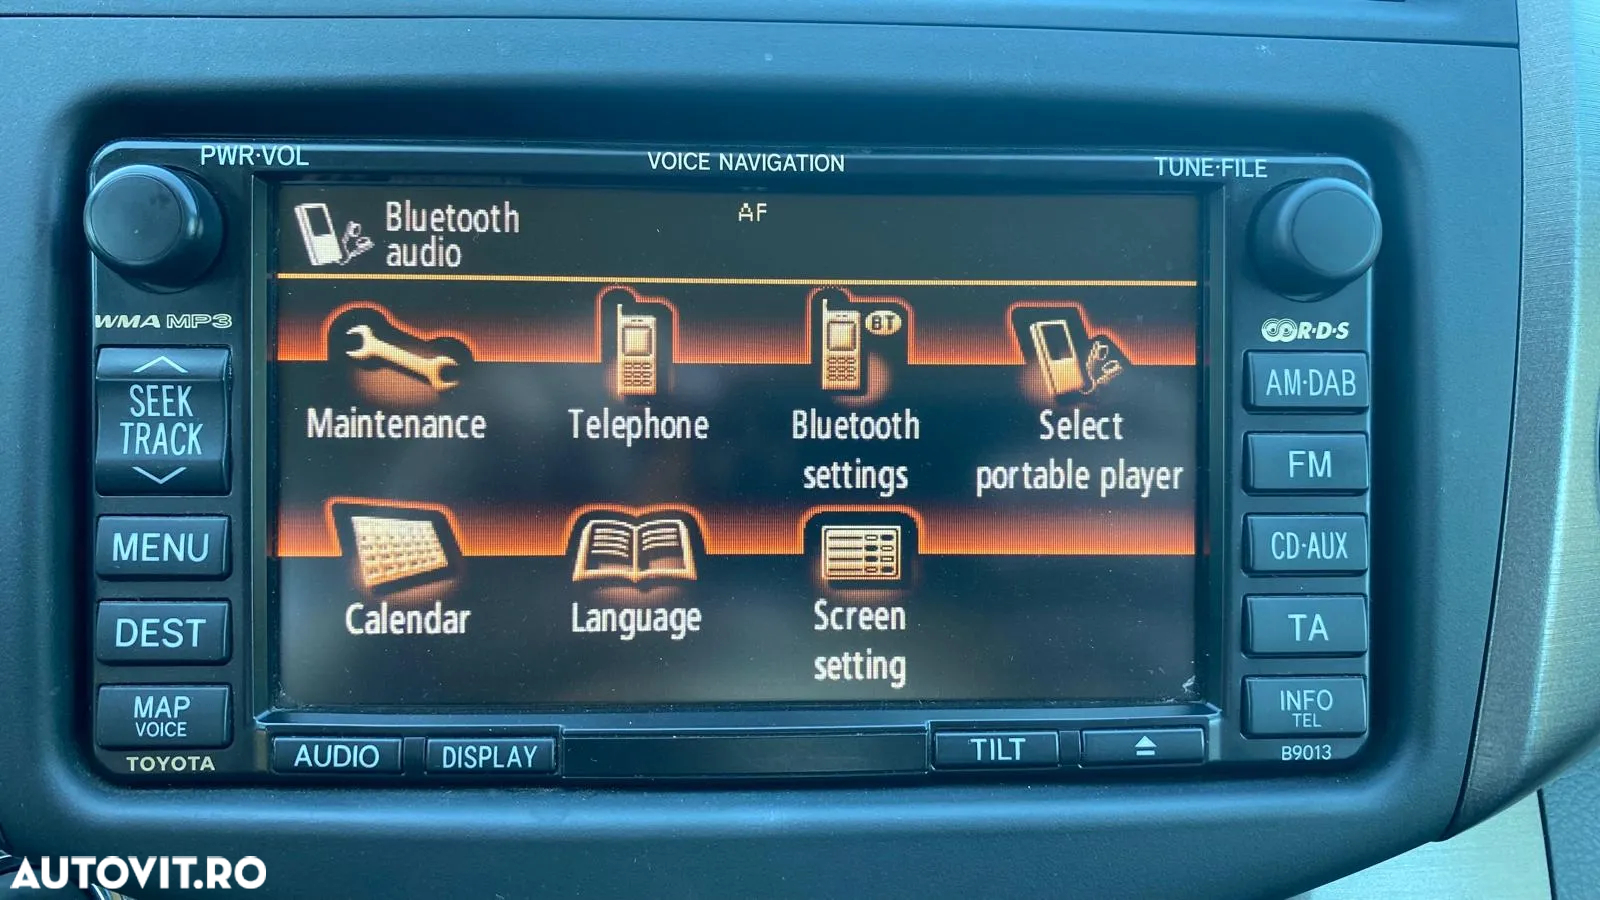 PWR·VOL
VOICE NAVIGATION
TUNE·FILE
Bluetooth
audio
AF
WMA MP3
R·D·S
SEEK
TRACK
MENU
DEST
MAP
VOICE
TOYOTA
BT
Maintenance
Telephone
Bluetooth
settings
Select
portable player
Calendar
Language
Screen
setting
AM·DAB
FM
CD·AUX
TA
INFO
TEL
B9013
AUDIO
DISPLAY
TILT
AUTOVIT.RO